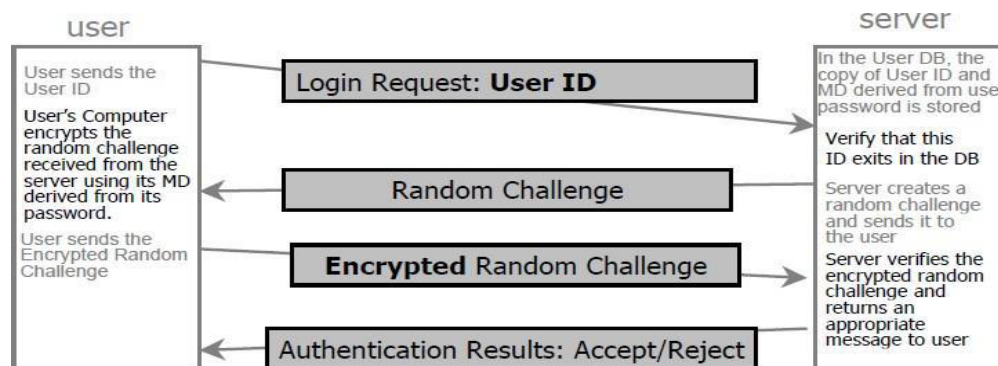 user
User sends the
User ID
User's Computer
encrypts the
random challenge
received from the
server using its MD
derived from its
password.
User sends the
Encrypted Random
Challenge
Login Request: User ID
Random Challenge
Encrypted Random Challenge
Authentication Results: Accept/Reject
server
In the User DB, the
copy of User ID and
MD derived from use
password is stored
Verify that this
ID exits in the DB
Server creates a
random challenge
and sends it to
the user
Server verifies the
encrypted random
challenge and
returns an
appropriate
message to user